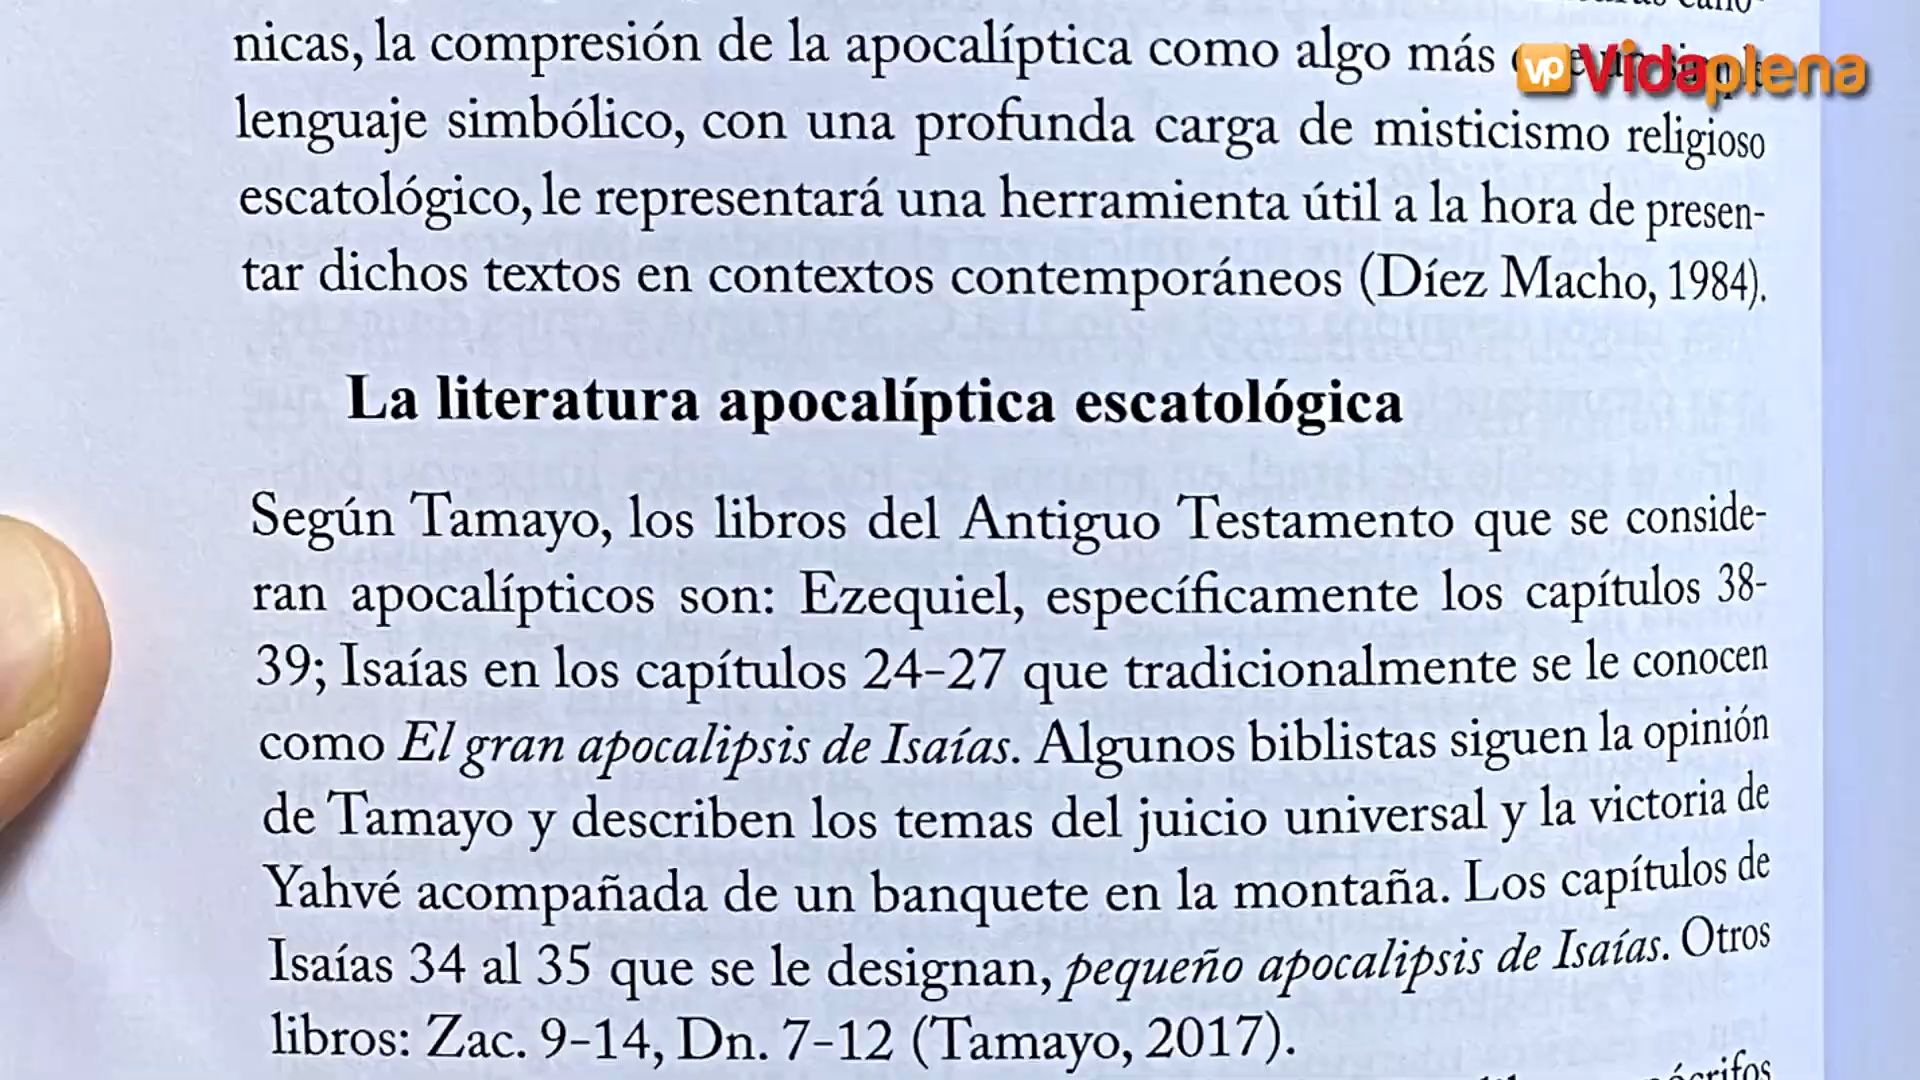 nicas, la compresión de la apocalíptica como algo más
vp Vidaplena
lenguaje simbólico, con una profunda carga de misticismo religioso
escatológico, le representará una herramienta útil a la hora de presen-
tar dichos textos en contextos contemporáneos (Díez Macho, 1984).
La literatura apocalíptica escatológica
Según Tamayo, los libros del Antiguo Testamento que se conside-
ran apocalípticos son: Ezequiel, específicamente los capítulos 38-
39; Isaías en los capítulos 24-27 que tradicionalmente se le conocen
como El gran apocalipsis de Isaías. Algunos biblistas siguen la opinión
de Tamayo y describen los temas del juicio universal y la victoria de
Yahvé acompañada de un banquete en la montaña. Los capítulos de
Isaías 34 al 35 que se le designan, pequeño apocalipsis de Isaías. Otros
libros: Zac. 9-14, Dn. 7-12 (Tamayo, 2017).